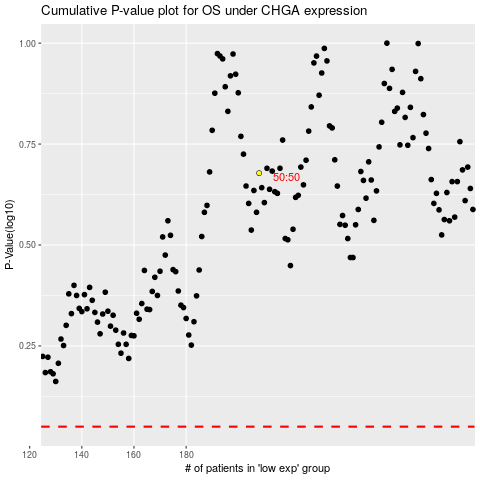 Cumulative P-value plot for OS under CHGA expression
P-Value(log10)
1.00
0.75
0.50
0.25
50:50
120 140 160 180
# of patients in 'low exp' group